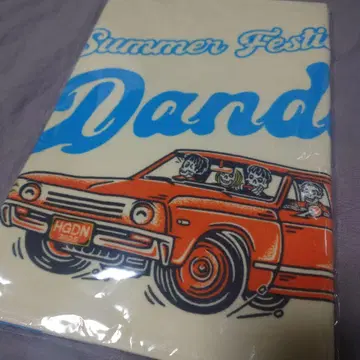 Summer Festi
Dand
HGDN